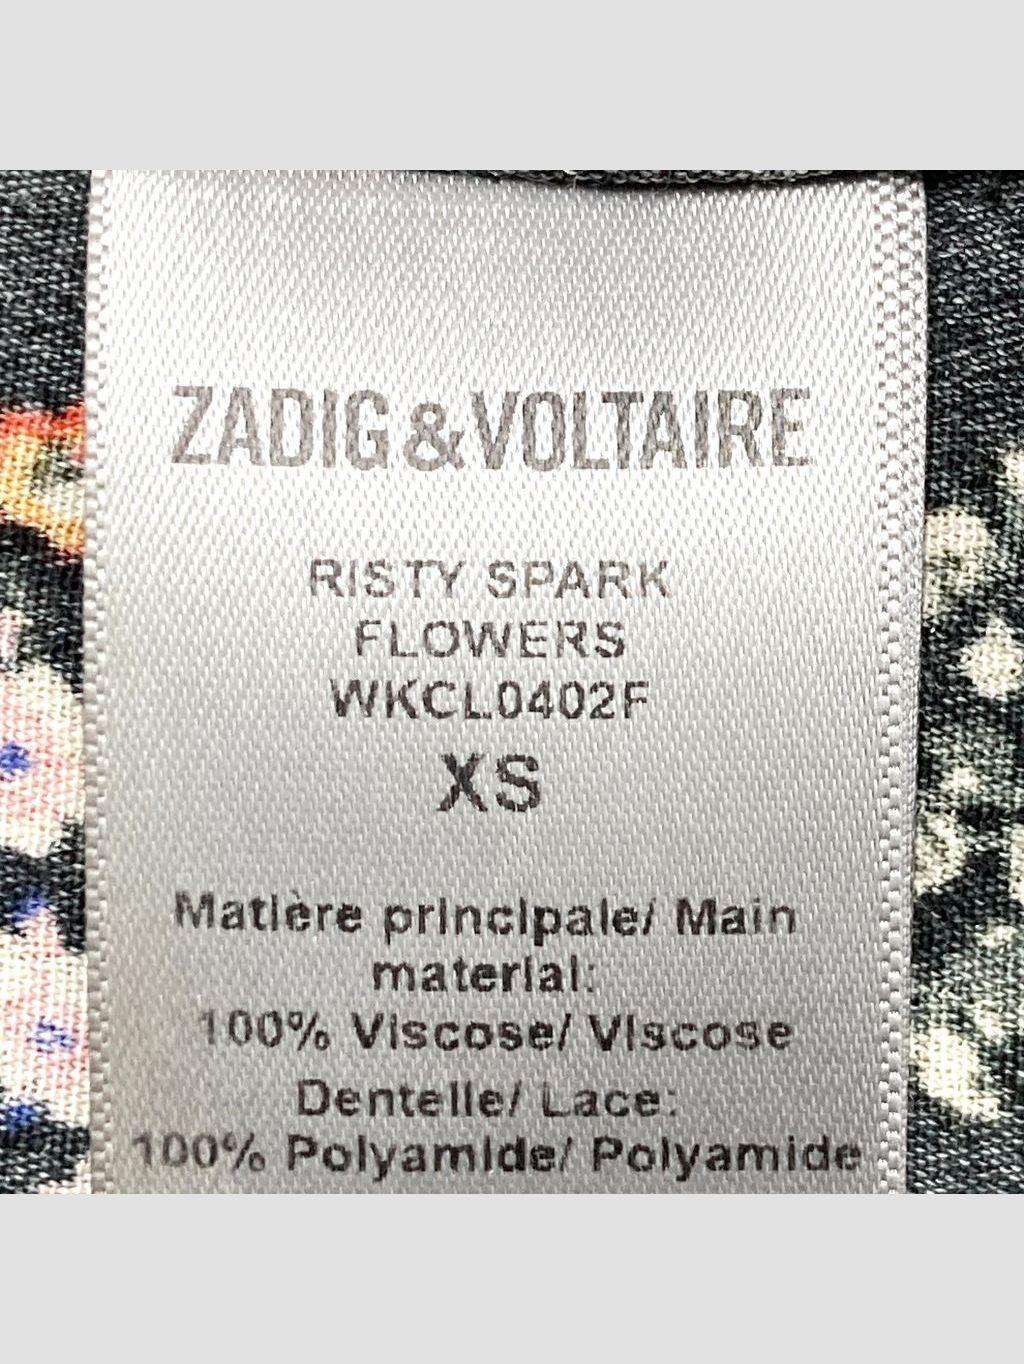 ZADIG&VOLTAIRE
RISTY SPARK
FLOWERS
WKCL0402F
XS
Matière principale/ Main
material:
100% Viscose/ Viscose
Dentelle/ Lace:
100% Polyamide/ Polyamide